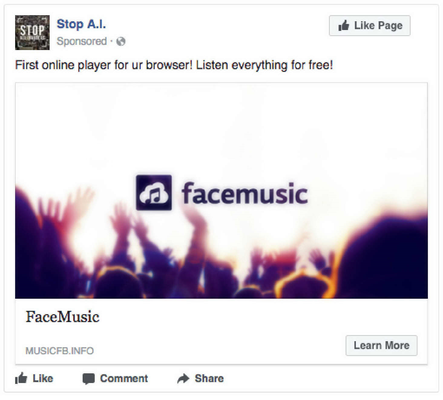 STOP
Stop A.I.
Like Page
Sponsored ·
First online player for ur browser! Listen everything for free!
facemusic
FaceMusic
MUSICFB.INFO
Learn More
Like Comment Share